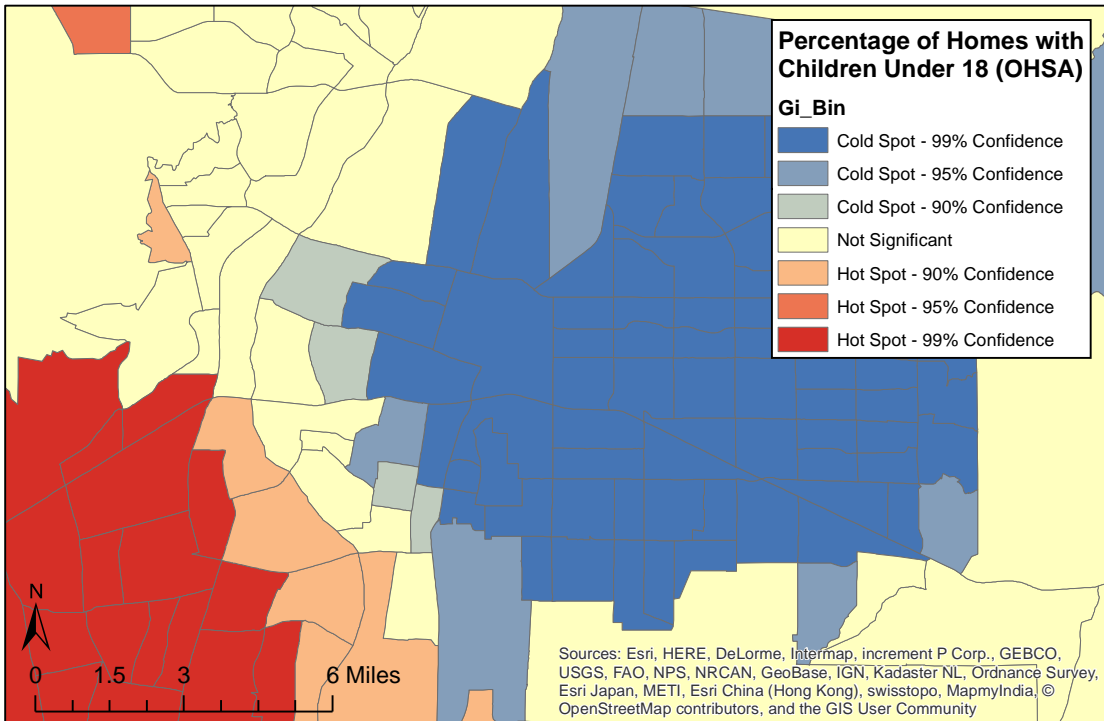 Percentage of Homes with
Children Under 18 (OHSA)
Gi_Bin
Cold Spot - 99% Confidence
Cold Spot - 95% Confidence
Cold Spot - 90% Confidence
Not Significant
Hot Spot - 90% Confidence
Hot Spot - 95% Confidence
Hot Spot - 99% Confidence
N
0 1.5 3 6 Miles
Sources: Esri, HERE, DeLorme, Intermap, increment P Corp., GEBCO,
USGS, FAO, NPS, NRCAN, GeoBase, IGN, Kadaster NL, Ordnance Survey,
Esri Japan, METI, Esri China (Hong Kong), swisstopo, MapmyIndia, ©
OpenStreetMap contributors, and the GIS User Community